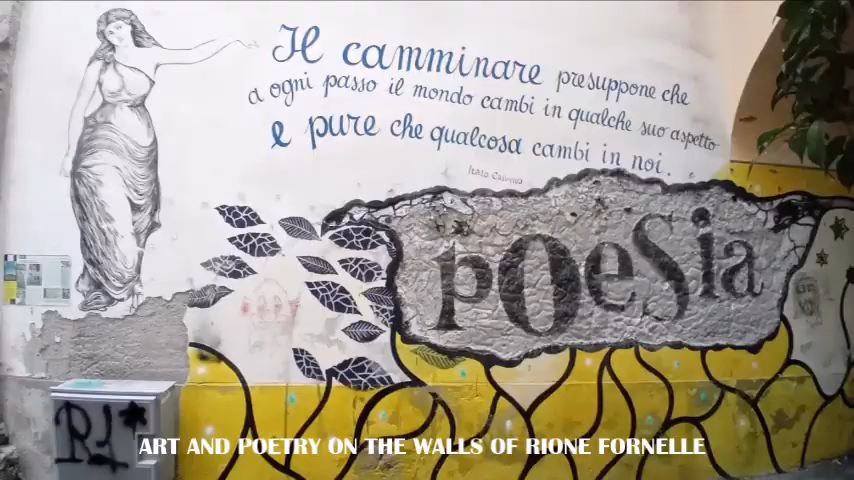 Il camminare presuppone che
a ogni passo il mondo cambi in qualche suo aspetto
e pure che qualcosa cambi in noi.
Italo Calvino
poeSia
R1*
ART AND POETRY ON THE WALLS OF RIONE FORNELLE